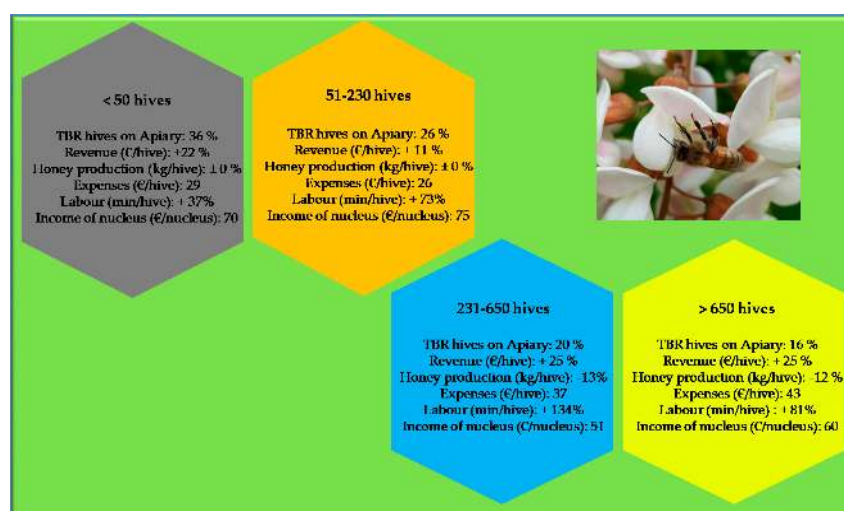 < 50 hives
TBR hives on Apiary: 36 %
Revenue (€/hive): +22 %
Honey production (kg/hive): ± 0 %
Expenses (€/hive): 29
Labour (min/hive): + 37%
Income of nucleus (€/nucleus): 70
51-230 hives
TBR hives on Apiary: 26 %
Revenue (€/hive): + 11 %
Honey production (kg/hive): ± 0 %
Expenses (€/hive): 26
Labour (min/hive): + 73%
Income of nucleus (€/nucleus): 75
231-650 hives
TBR hives on Apiary: 20 %
Revenue (€/hive): + 25 %
Honey production (kg/hive): -13%
Expenses (€/hive): 37
Labour (min/hive): + 134%
Income of nucleus (€/nucleus): 51
> 650 hives
TBR hives on Apiary: 16 %
Revenue (€/hive): + 25 %
Honey production (kg/hive): -12 %
Expenses (€/hive): 43
Labour (min/hive) : +81%
Income of nucleus (€/nucleus): 60